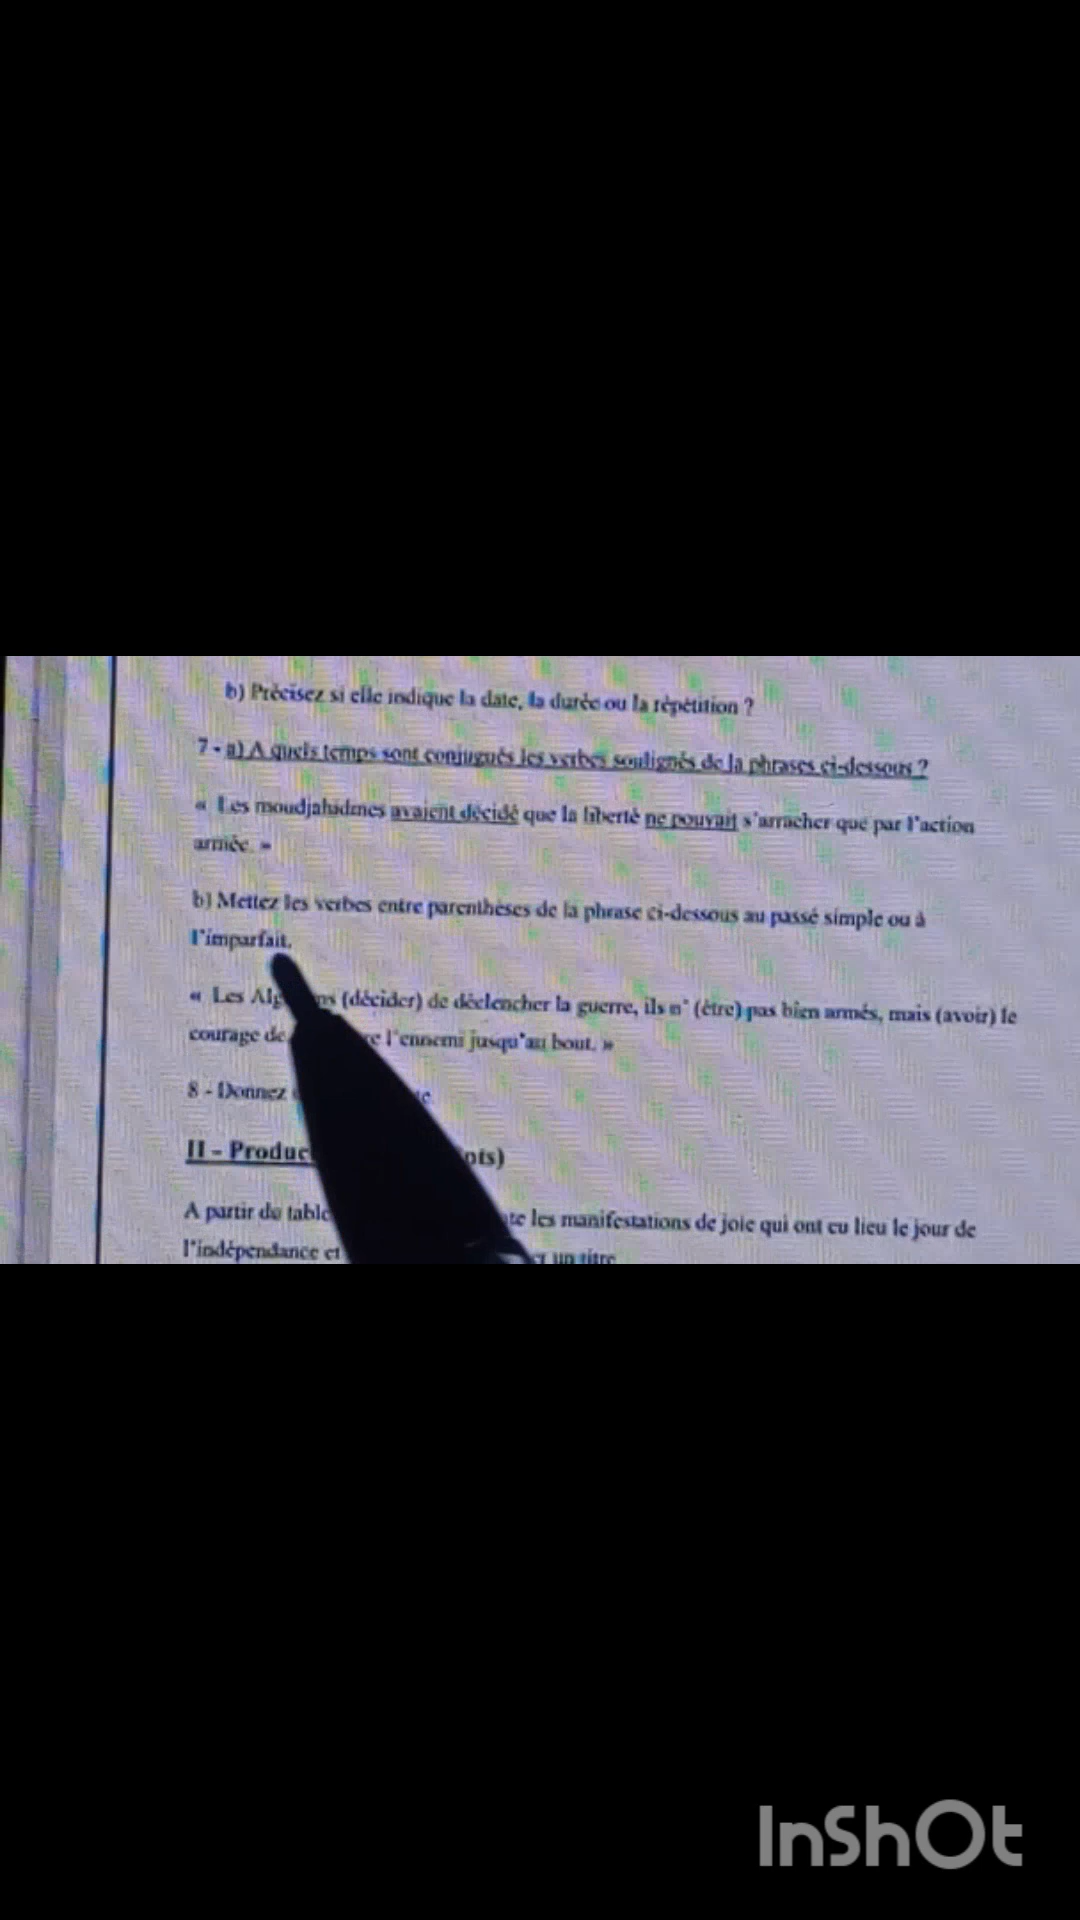 b) Précisez si elle indique la date, la durée ou la répétition ?
7 - a) A quels temps sont conjugués les verbes soulignés de la phrases ci-dessous ?
« Les moudjahidines avaient décidé que la liberté ne pouvait s'arracher que par l'action
armée. »
b) Mettez les verbes entre parenthèses de la phrase ci-dessous au passé simple ou à
l'imparfait.
« Les (décider) de déclencher la guerre, ils n' (être) pas bien armés, mais (avoir) le
courage de l'ennemi jusqu'au bout. »
8 - Donnez
II - Produc ots)
A partir du les manifestations de joie qui ont eu lieu le jour de
l'indépendance et un titre
InShOt